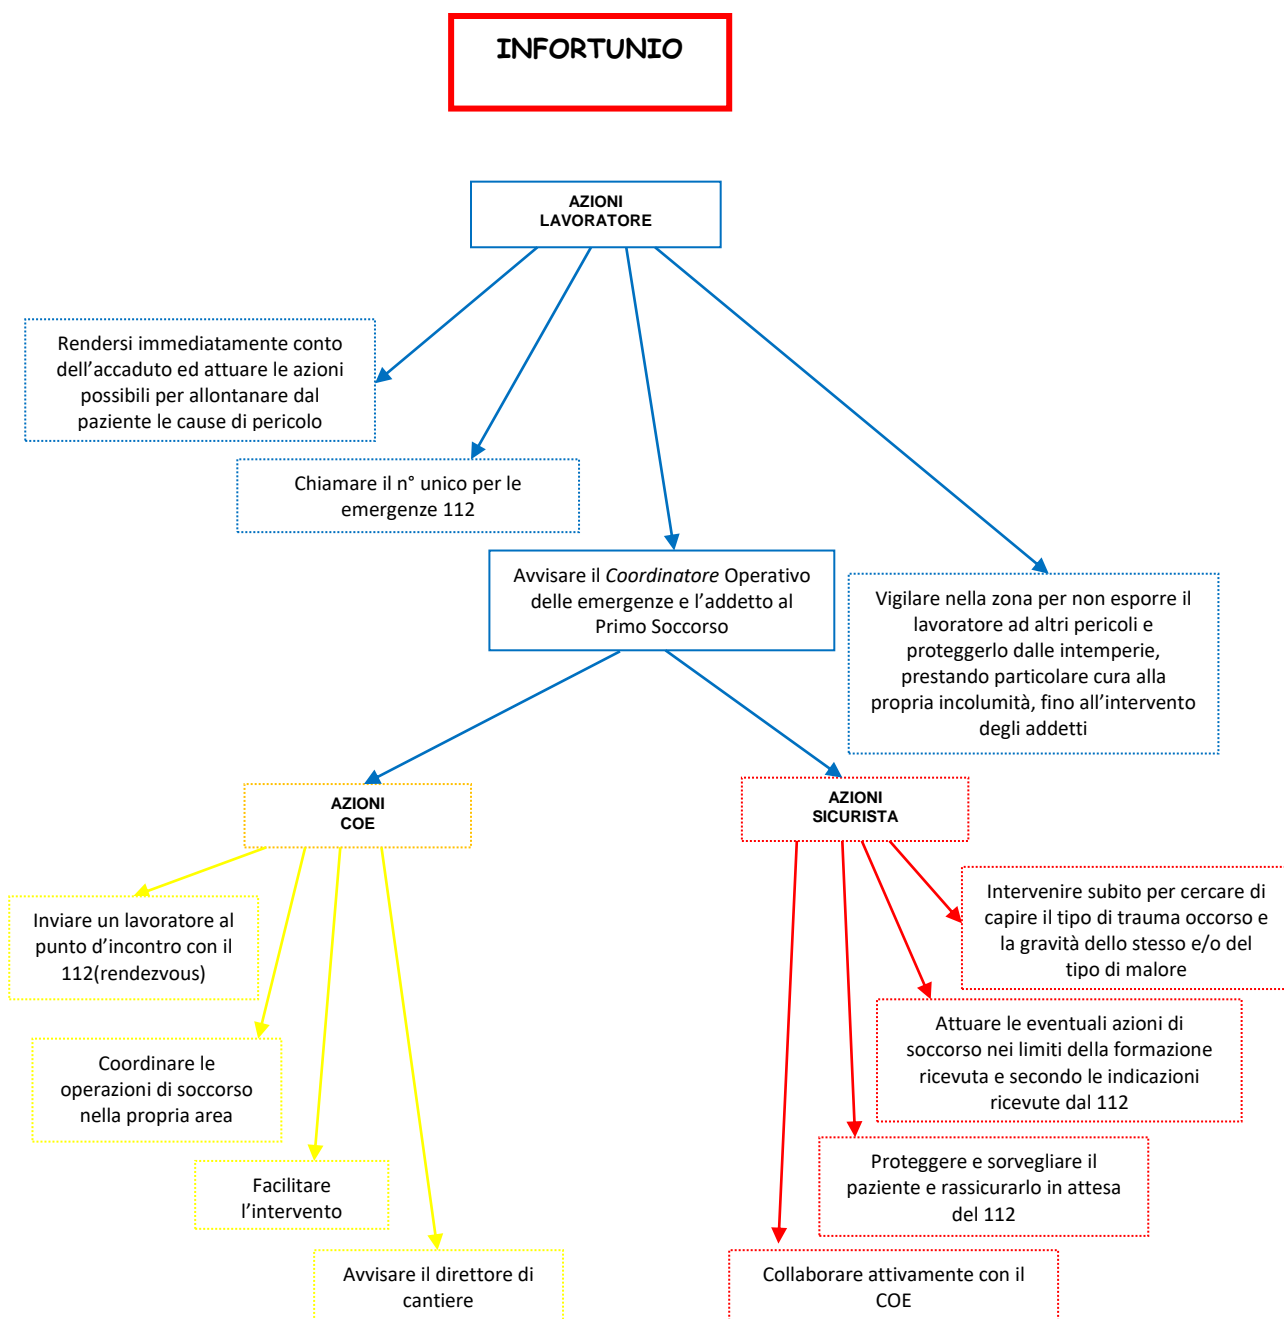 INFORTUNIO
AZIONI
LAVORATORE
Rendersi immediatamente conto
dell’accaduto ed attuare le azioni
possibili per allontanare dal
paziente le cause di pericolo
Chiamare il n° unico per le
emergenze 112
Avvisare il Coordinatore Operativo
delle emergenze e l’addetto al
Primo Soccorso
Vigilare nella zona per non esporre il
lavoratore ad altri pericoli e
proteggerlo dalle intemperie,
prestando particolare cura alla
propria incolumità, fino all’intervento
degli addetti
AZIONI
COE
AZIONI
SICURISTA
Inviare un lavoratore al
punto d’incontro con il
112(rendezvous)
Coordinare le
operazioni di soccorso
nella propria area
Facilitare
l’intervento
Avvisare il direttore di
cantiere
Intervenire subito per cercare di
capire il tipo di trauma occorso e
la gravità dello stesso e/o del
tipo di malore
Attuare le eventuali azioni di
soccorso nei limiti della formazione
ricevuta e secondo le indicazioni
ricevute dal 112
Proteggere e sorvegliare il
paziente e rassicurarlo in attesa
del 112
Collaborare attivamente con il
COE